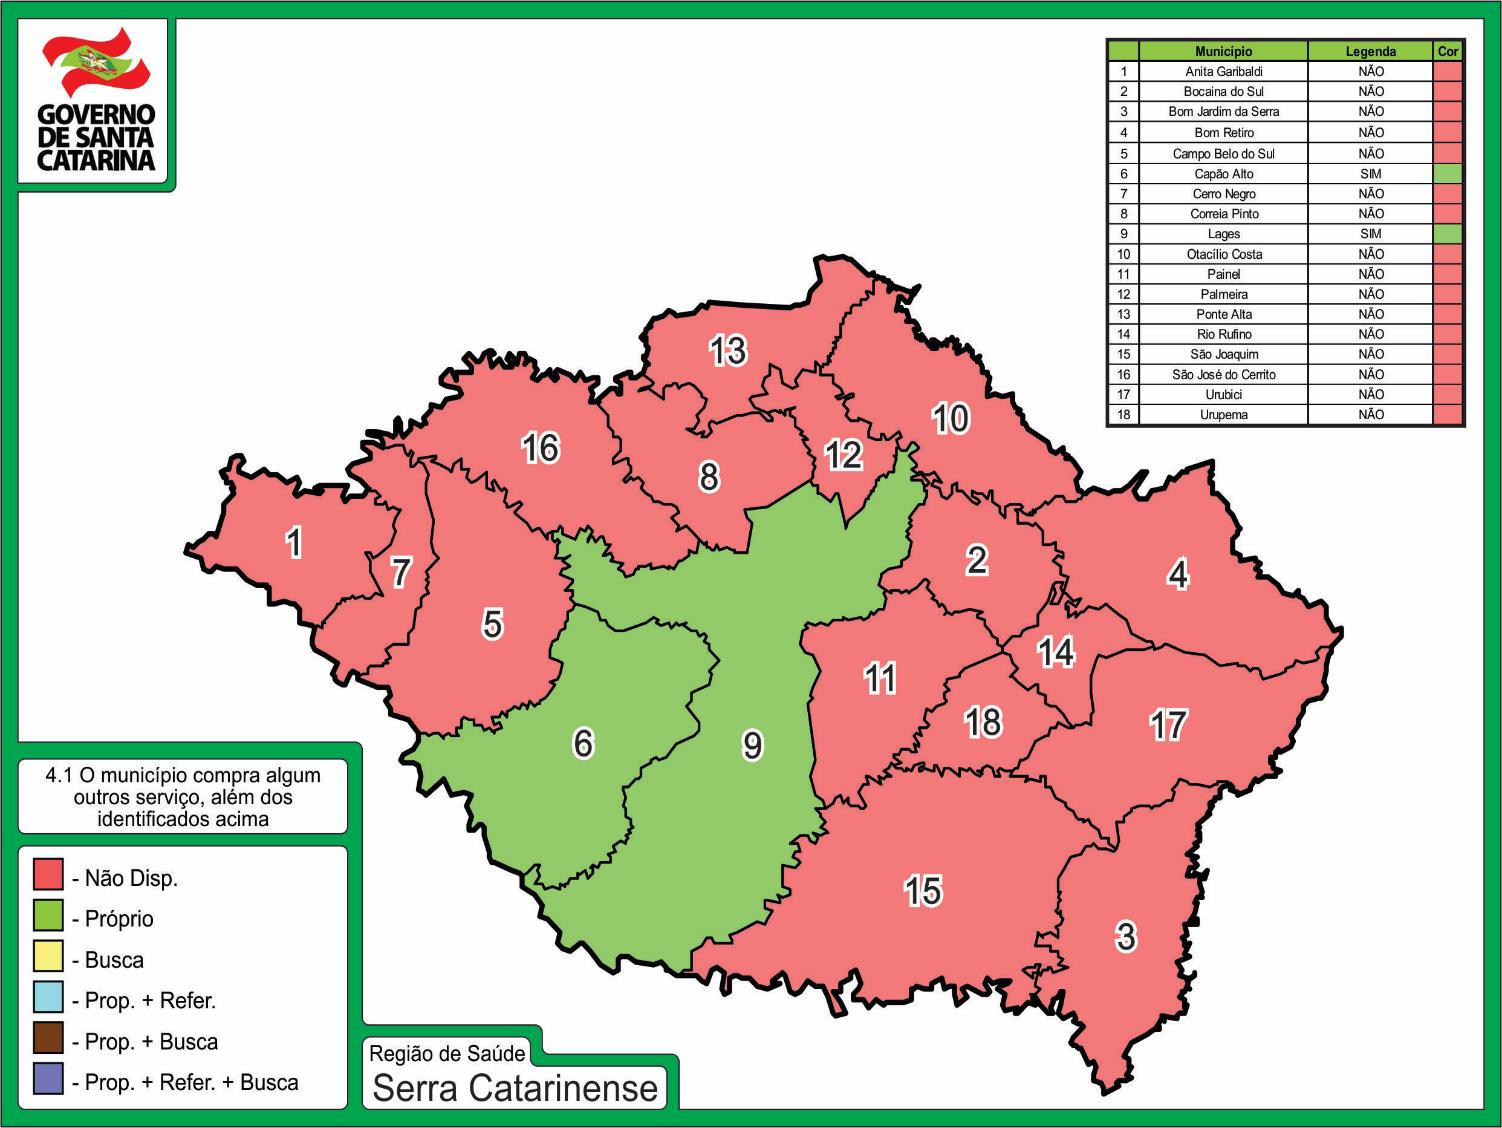 GOVERNO
DE SANTA
CATARINA
Município Legenda Cor
1 Anita Garibaldi NÃO
2 Bocaina do Sul NÃO
3 Bom Jardim da Serra NÃO
4 Bom Retiro NÃO
5 Campo Belo do Sul NÃO
6 Capão Alto SIM
7 Cerro Negro NÃO
8 Correia Pinto NÃO
9 Lages SIM
10 Otacílio Costa NÃO
11 Painel NÃO
12 Palmeira NÃO
13 Ponte Alta NÃO
14 Rio Rufino NÃO
15 São Joaquim NÃO
16 São José do Cerrito NÃO
17 Urubici NÃO
18 Urupema NÃO
13
10
16
12
8
1
2
7
4
5
14
11
18
17
6
9
15
3
4.1 O município compra algum
outros serviço, além dos
identificados acima
- Não Disp.
- Próprio
- Busca
- Prop. + Refer.
- Prop. + Busca
- Prop. + Refer. + Busca
Região de Saúde
Serra Catarinense